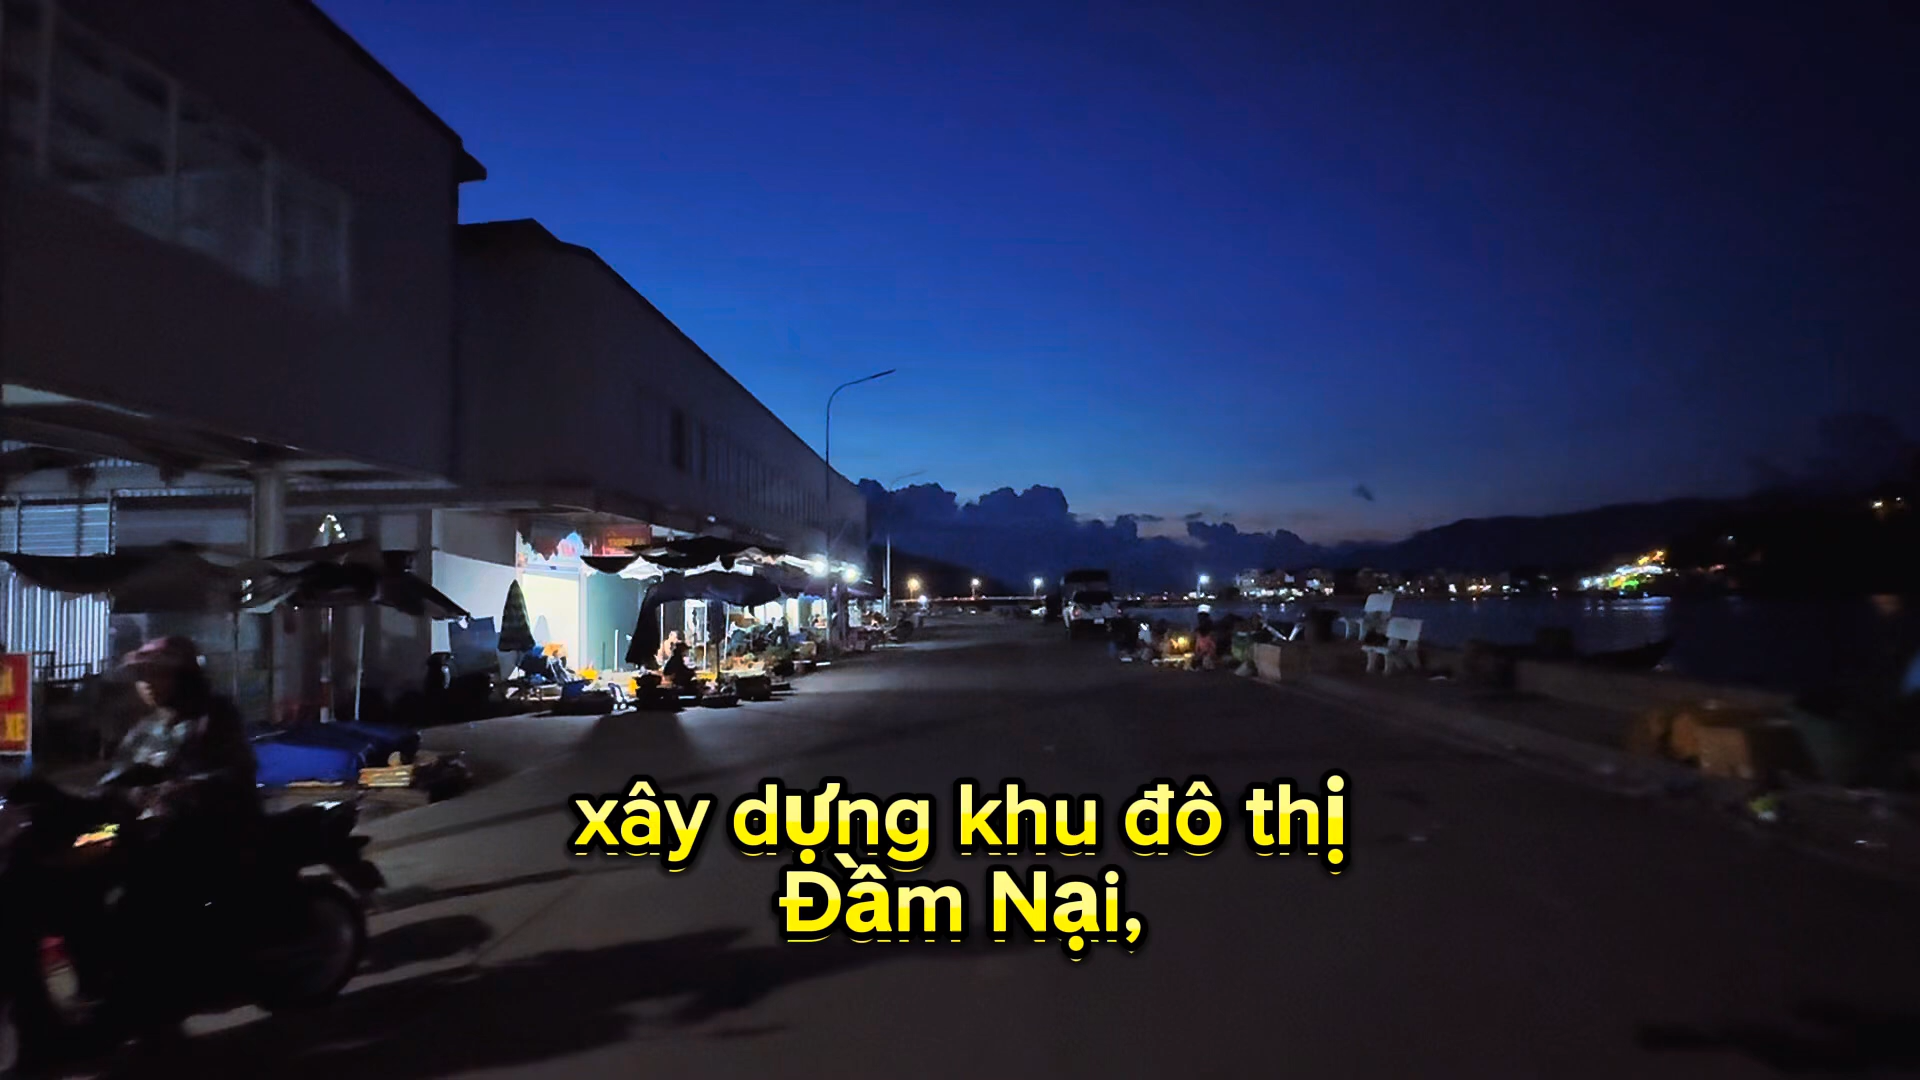 xây dựng khu đô thị
Đầm Nại,